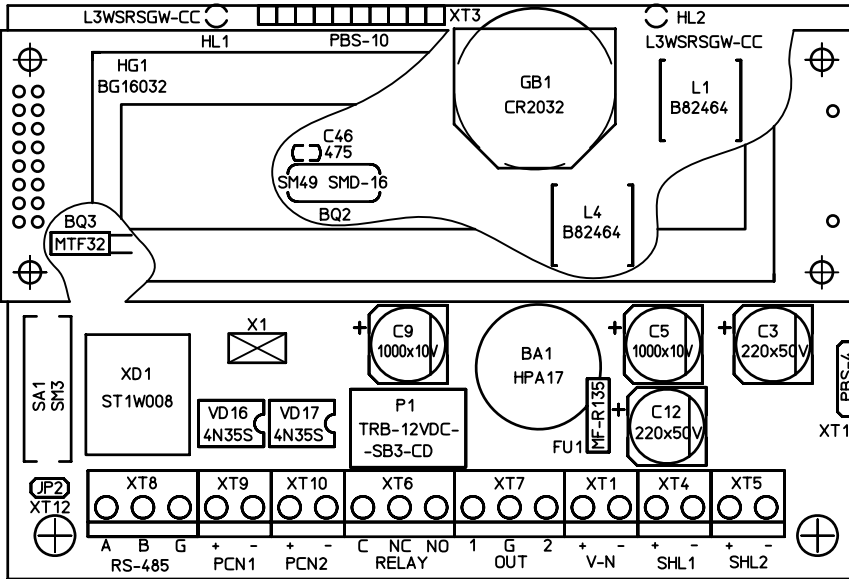 L3WSRSGW-CC
HL1
PBS-10
XT3
HL2
L3WSRSGW-CC
HG1
BG16032
GB1
CR2032
L1
B82464
C46
475
SM49 SMD-16
BQ2
BQ3
MTF32
L4
B82464
X1
+
C9
1000x10V
BA1
HPA17
+
C5
1000x10V
+
C3
220x50V
PBS-4
SA1
SM3
XD1
ST1W008
VD16
4N35S
VD17
4N35S
P1
TRB-12VDC-
-SB3-CD
FU1
MF-R135
+
C12
220x50V
XT1
JP2
XT12
XT8
XT9
XT10
XT6
XT7
XT1
XT4
XT5
A B G + - + - C NC NO 1 G 2 + - + - + -
RS-485
PCN1
PCN2
RELAY
OUT
V-N
SHL1
SHL2